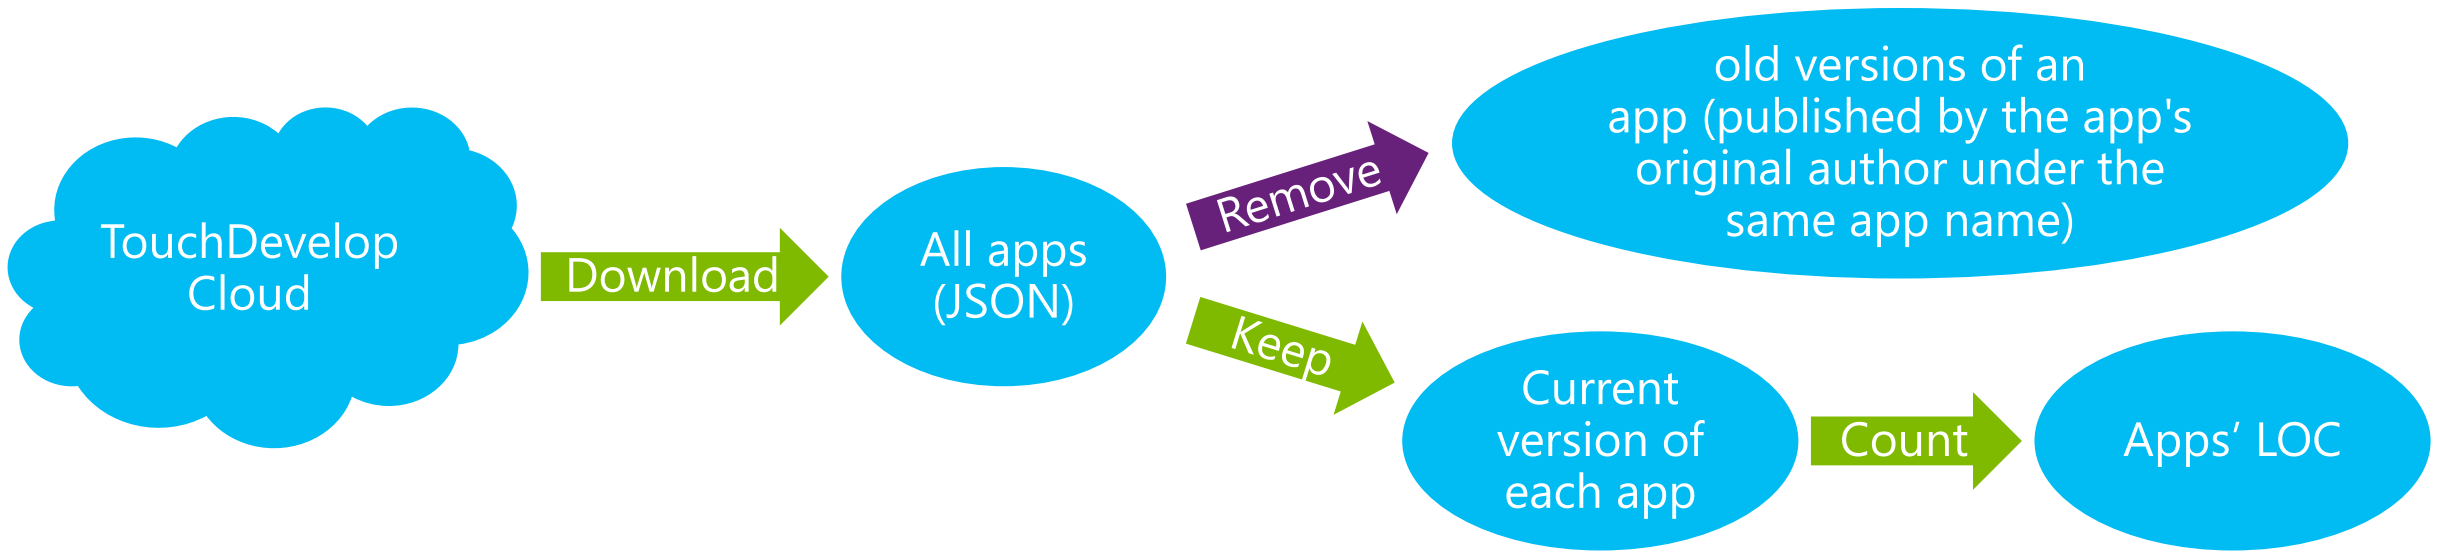 TouchDevelop
Cloud
Download
All apps
(JSON)
Remove
old versions of an
app (published by the app's
original author under the
same app name)
Keep
Current
version of
each app
Count
Apps’ LOC